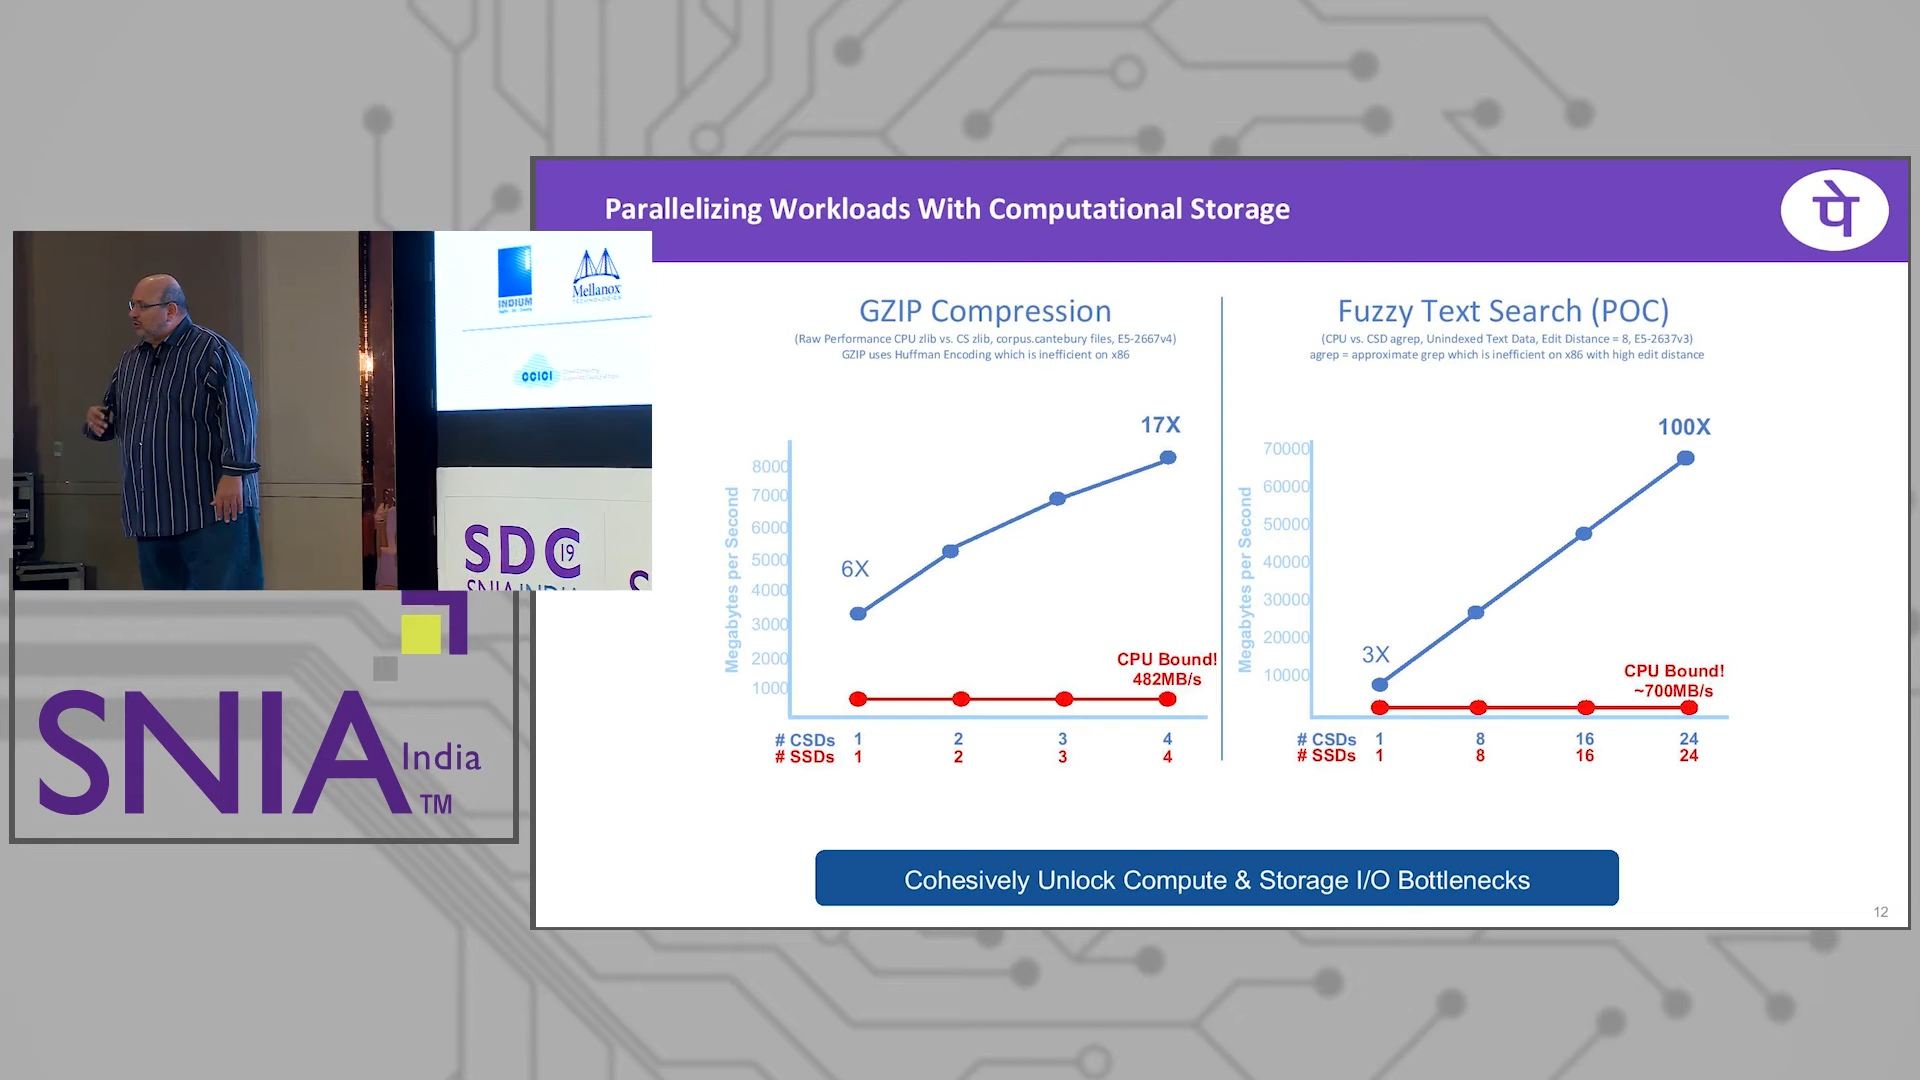 Parallelizing Workloads With Computational Storage
पे
INDIUM
Mellanox
TECHNOLOGIES
CCICI
SDC
19
SNIA INDIA
S
SNIA
India
TM
GZIP Compression
(Raw Performance CPU zlib vs. CS zlib, corpus.cantebury files, E5-2667v4)
GZIP uses Huffman Encoding which is inefficient on x86
17X
8000
7000
6000
5000
4000
3000
2000
1000
Megabytes per Second
6X
CPU Bound!
482MB/s
# CSDs 1 2 3 4
# SSDs 1 2 3 4
Fuzzy Text Search (POC)
(CPU vs. CSD agrep, Unindexed Text Data, Edit Distance = 8, E5-2637v3)
agrep = approximate grep which is inefficient on x86 with high edit distance
100X
70000
60000
50000
40000
30000
20000
10000
Megabytes per Second
3X
CPU Bound!
~700MB/s
# CSDs 1 8 16 24
# SSDs 1 8 16 24
Cohesively Unlock Compute & Storage I/O Bottlenecks
12